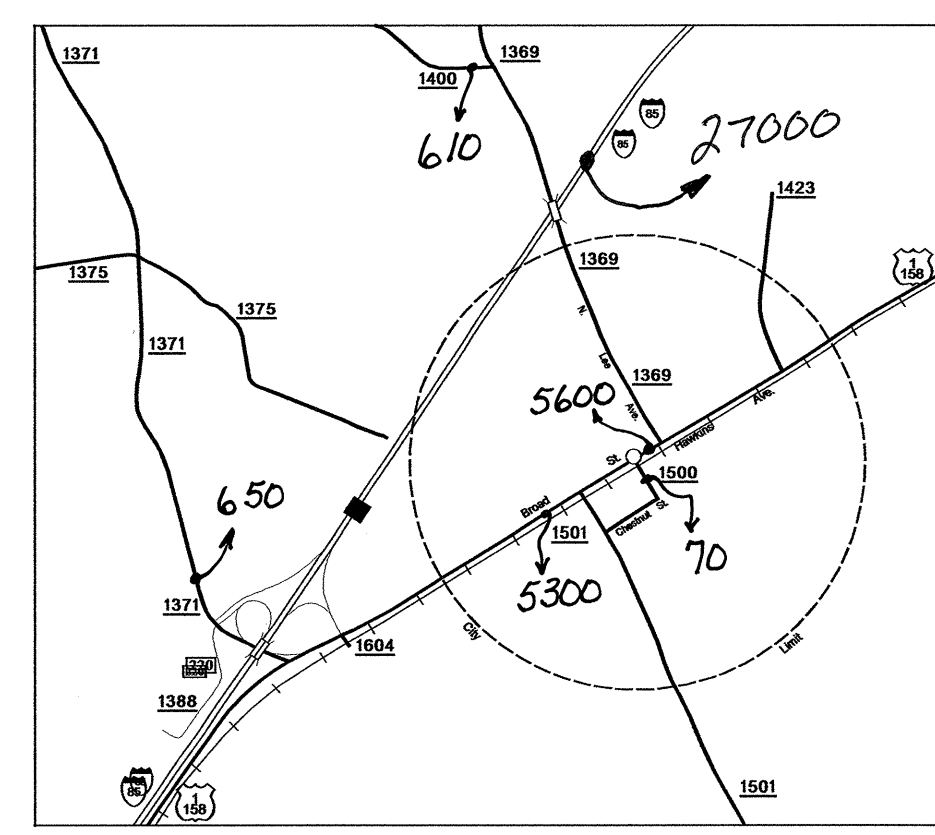 1371
1369
1400
610
85
85
27000
1423
1375
1369
1
158
1375
1371
N.
Lee
Ave.
1369
5600
Hawkins
Ave.
St.
1500
650
Broad
1501
Chestnut
St.
70
5300
1371
City
Limit
1604
1388
85
1
158
1501